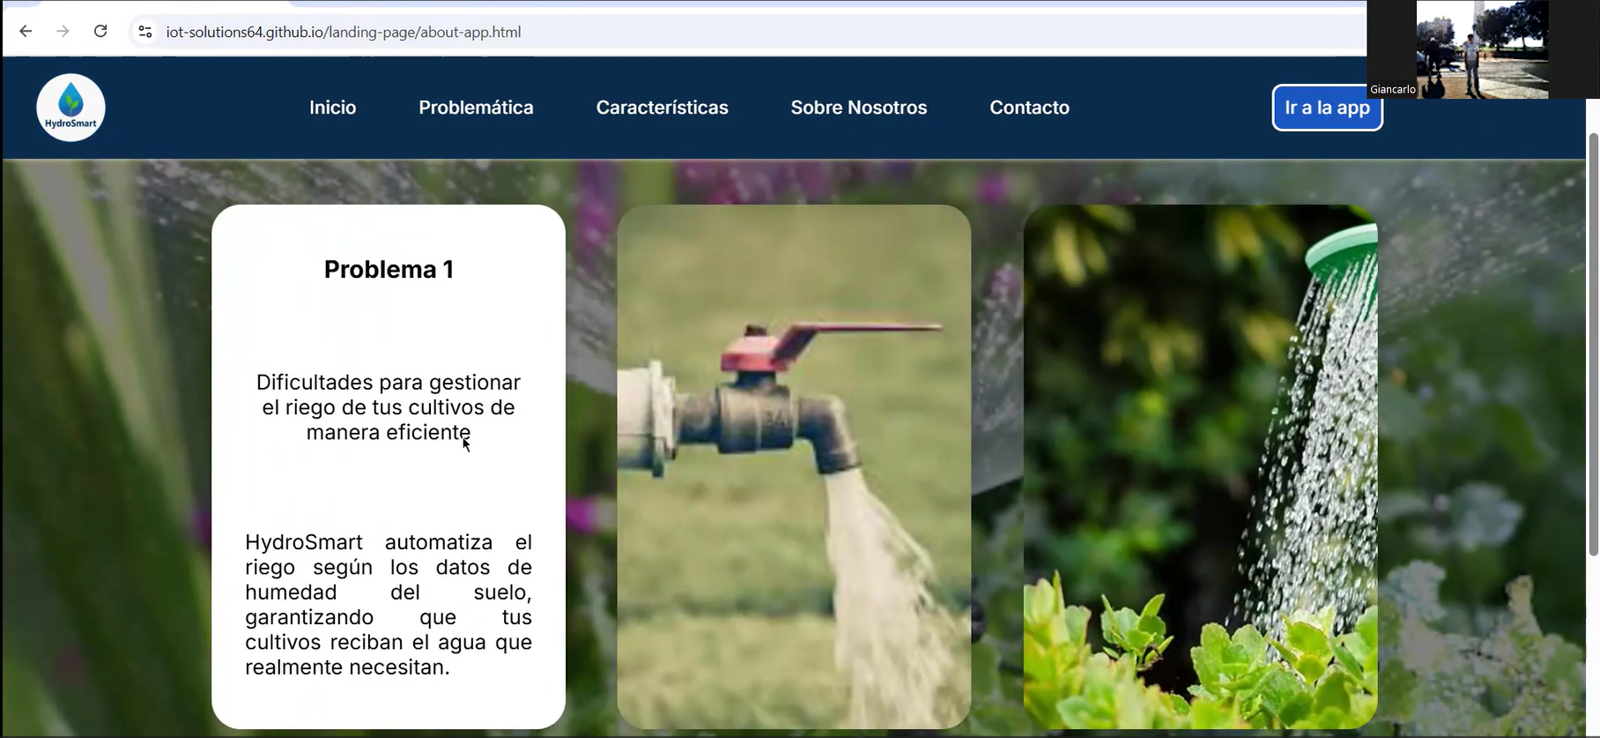 iot-solutions64.github.io/landing-page/about-app.html
Giancarlo
HydroSmart
Inicio
Problemática
Características
Sobre Nosotros
Contacto
Ir a la app
Problema 1
Dificultades para gestionar
el riego de tus cultivos de
manera eficiente
HydroSmart automatiza el
riego según los datos de
humedad del suelo,
garantizando que tus
cultivos reciban el agua que
realmente necesitan.